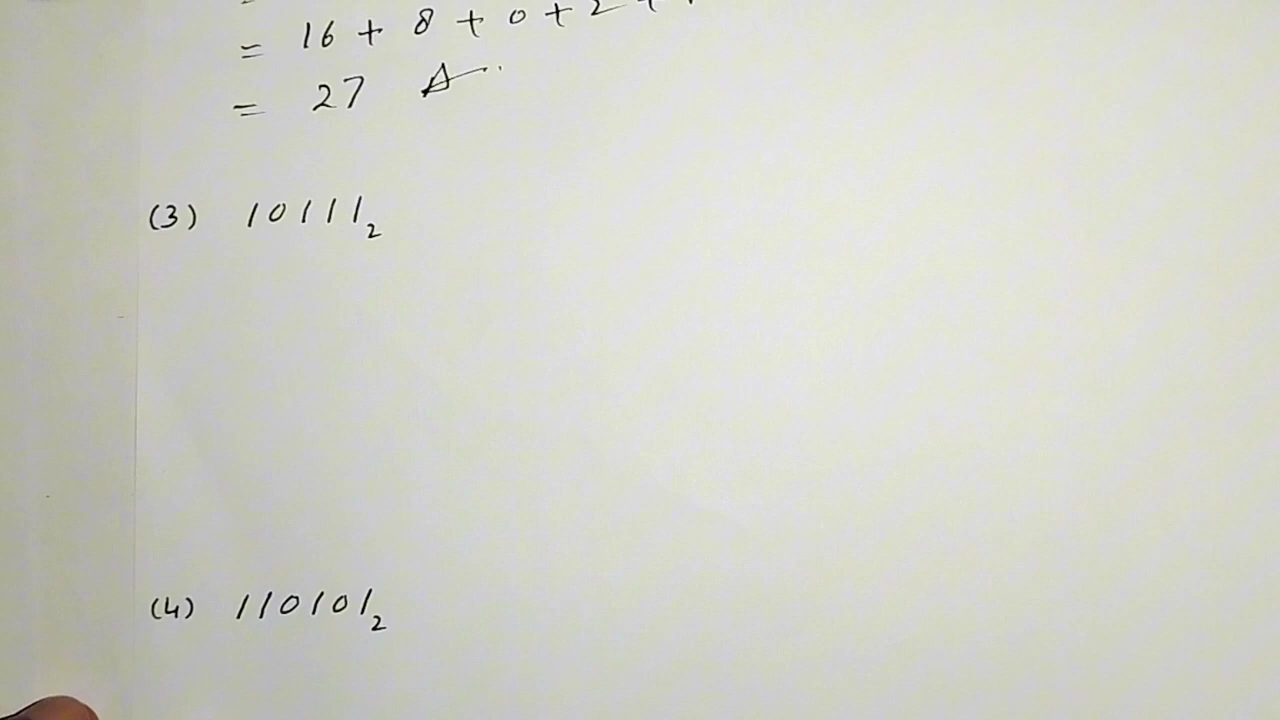 = 16 + 8 + 0 + 2 +
= 27 A
(3) 10111₂
(4) 110101₂